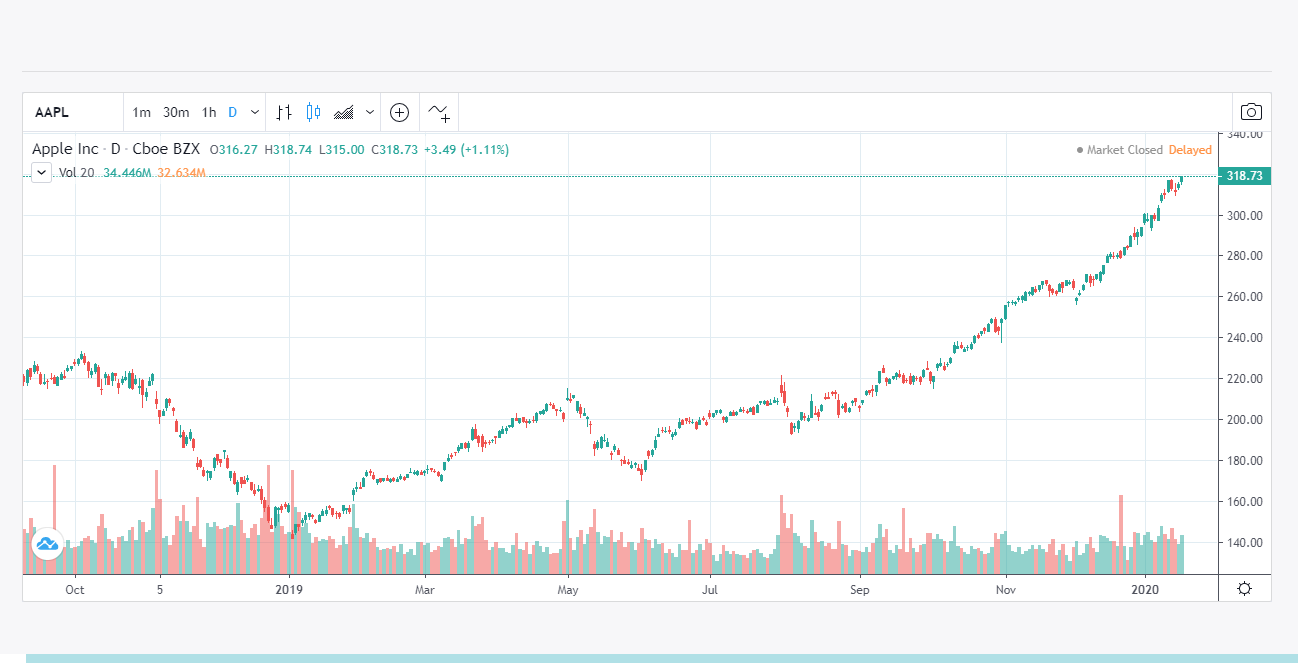 AAPL 1m 30m 1h D
Apple Inc · D · Cboe BZX O316.27 H318.74 L315.00 C318.73 +3.49 (+1.11%) Market Closed Delayed
Vol 20 34.446M 32.634M
340.00
318.73
300.00
280.00
260.00
240.00
220.00
200.00
180.00
160.00
140.00
Oct 5 2019 Mar May Jul Sep Nov 2020